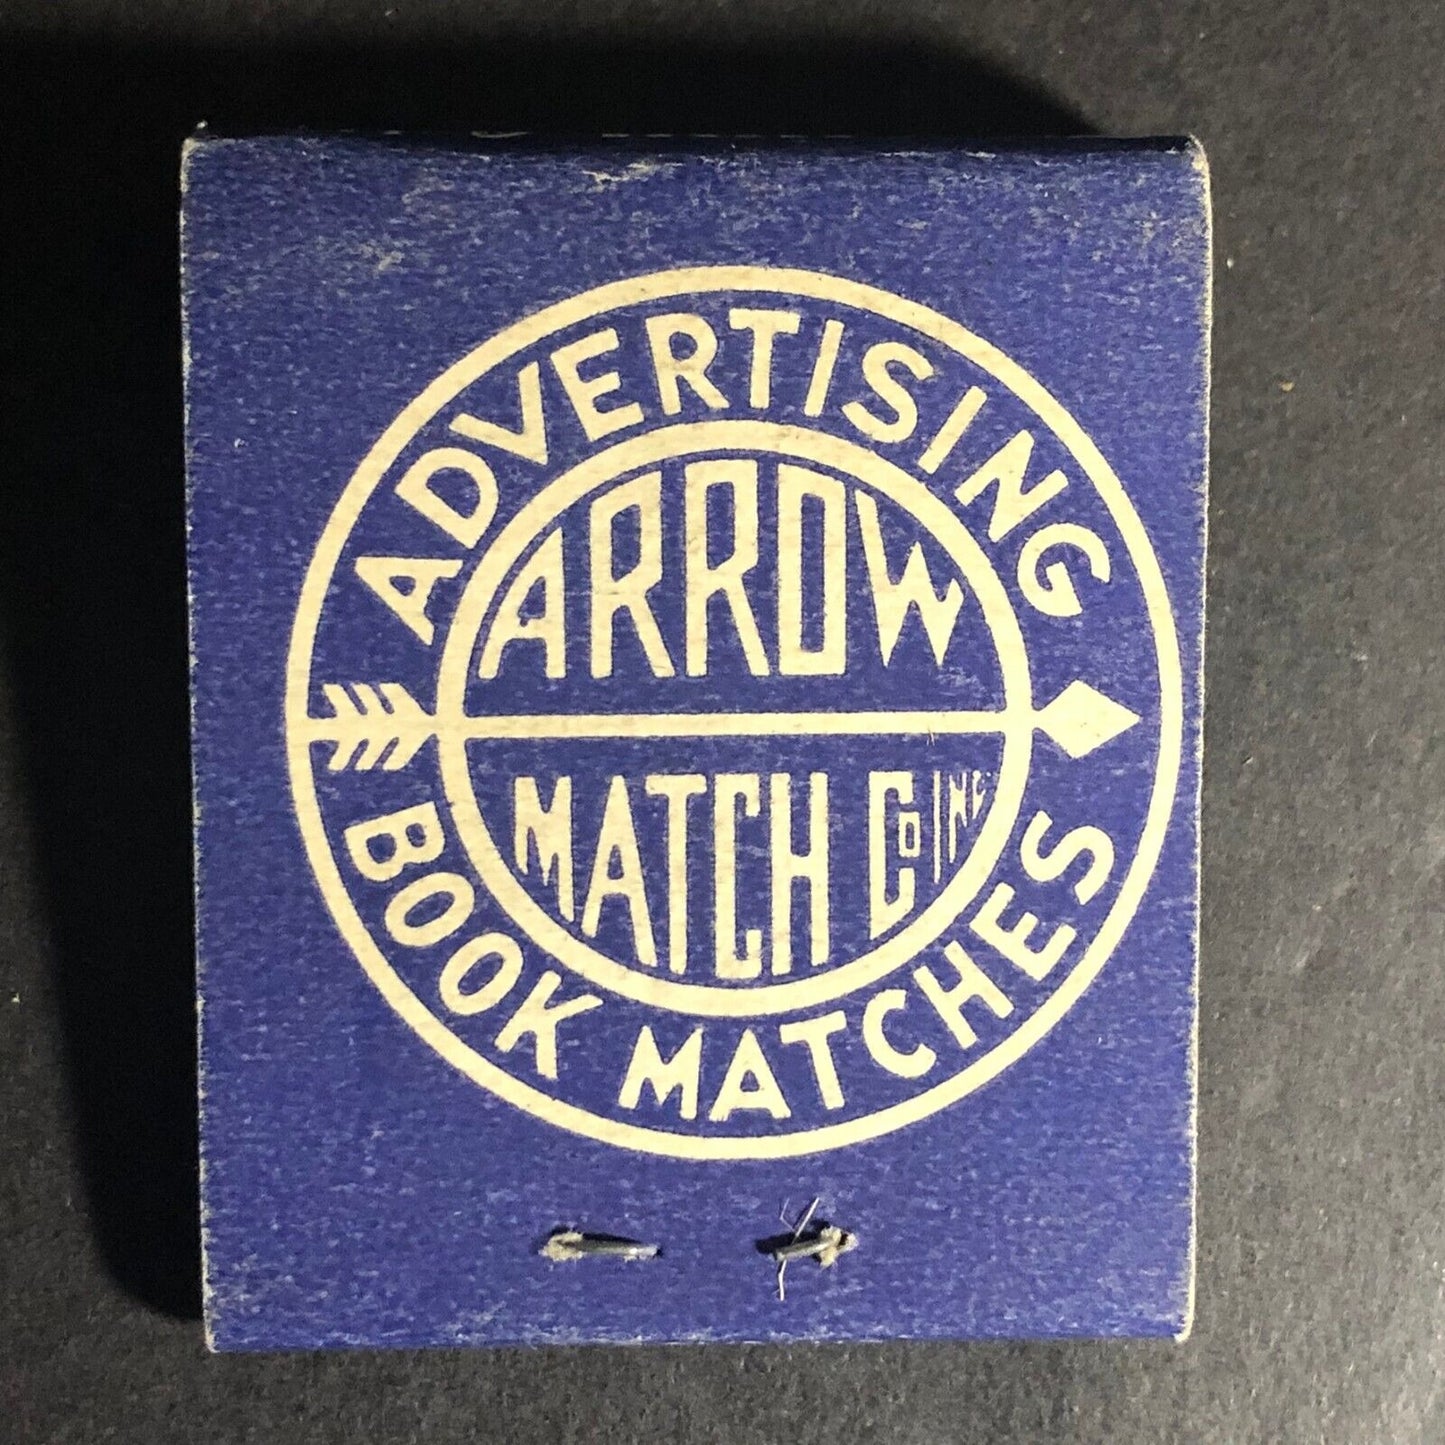 ADVERTISING
ARROW
MATCH Co INC.
BOOK MATCHES